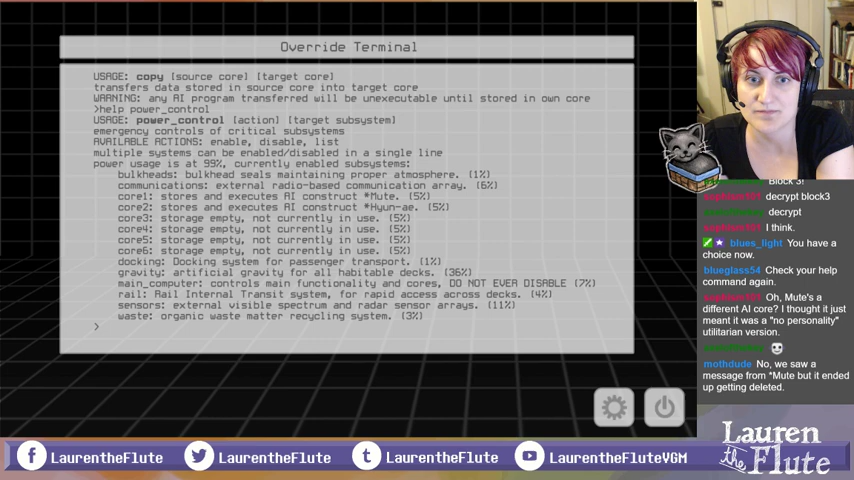 Override Terminal
USAGE: copy [source core] [target core]
transfers data stored in source core into target core
WARNING: any AI program transferred will be unexecutable until stored in own core
>help power_control
USAGE: power_control [action] [target subsystem]
emergency controls of critical subsystems
AVAILABLE ACTIONS: enable, disable, list
multiple systems can be enabled/disabled in a single line
power usage is at 99%, currently enabled subsystems:
bulkheads: bulkhead seals maintaining proper atmosphere. (1%)
communications: external radio-based communication array. (6%)
core1: stores and executes AI construct *Mute. (5%)
core2: stores and executes AI construct *Hyun-ae. (5%)
core3: storage empty, not currently in use. (5%)
core4: storage empty, not currently in use. (5%)
core5: storage empty, not currently in use. (5%)
core6: storage empty, not currently in use. (5%)
docking: Docking system for passenger transport. (1%)
gravity: artificial gravity for all habitable decks. (36%)
main_computer: controls main functionality and cores, DO NOT EVER DISABLE (7%)
rail: Rail Internal Transit system, for rapid access across decks. (4%)
sensors: external visible spectrum and radar sensor arrays. (11%)
waste: organic waste matter recycling system. (3%)
>
Block 3!
decrypt block3
decrypt
I think.
blues_light You have a
choice now.
blueglass54 Check your help
command again.
Oh, Mute's a
different AI core? I thought it just
meant it was a "no personality"
utilitarian version.
mothdude No, we saw a
message from *Mute but it ended
up getting deleted.
Lauren
the Flute
LaurentheFlute
LaurentheFlute
LaurentheFlute
LaurentheFluteVGM